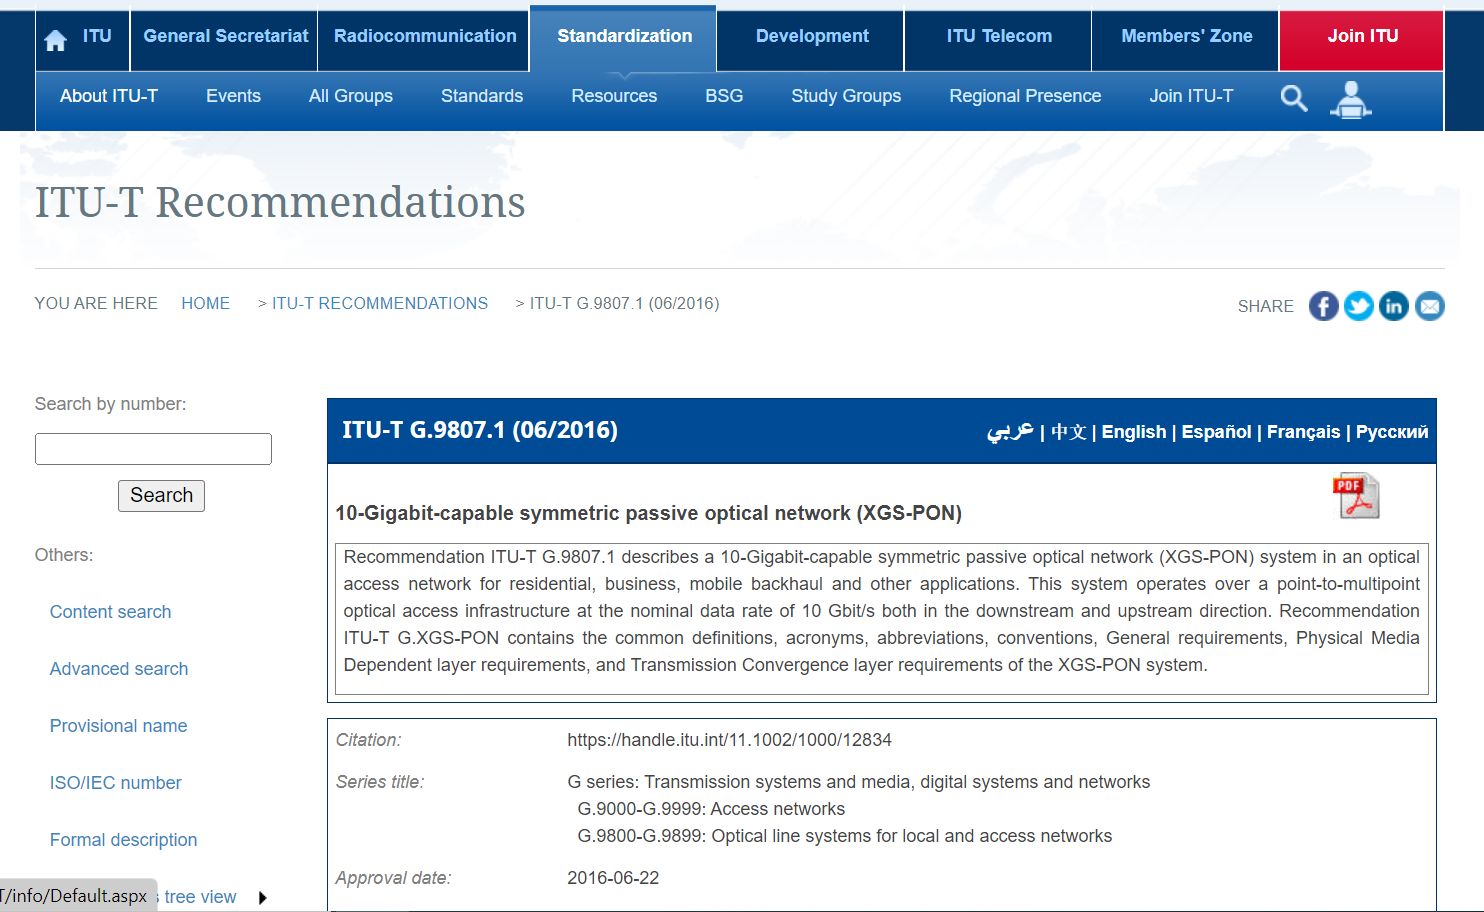 ITU General Secretariat Radiocommunication Standardization Development ITU Telecom Members' Zone Join ITU
About ITU-T Events All Groups Standards Resources BSG Study Groups Regional Presence Join ITU-T
ITU-T Recommendations
YOU ARE HERE HOME > ITU-T RECOMMENDATIONS > ITU-T G.9807.1 (06/2016)
SHARE
Search by number:
Search
Others:
Content search
Advanced search
Provisional name
ISO/IEC number
Formal description
tree view
T/info/Default.aspx
ITU-T G.9807.1 (06/2016)
عربي | 中文 | English | Español | Français | Русский
PDF
10-Gigabit-capable symmetric passive optical network (XGS-PON)
Recommendation ITU-T G.9807.1 describes a 10-Gigabit-capable symmetric passive optical network (XGS-PON) system in an optical
access network for residential, business, mobile backhaul and other applications. This system operates over a point-to-multipoint
optical access infrastructure at the nominal data rate of 10 Gbit/s both in the downstream and upstream direction. Recommendation
ITU-T G.XGS-PON contains the common definitions, acronyms, abbreviations, conventions, General requirements, Physical Media
Dependent layer requirements, and Transmission Convergence layer requirements of the XGS-PON system.
Citation: https://handle.itu.int/11.1002/1000/12834
Series title: G series: Transmission systems and media, digital systems and networks
G.9000-G.9999: Access networks
G.9800-G.9899: Optical line systems for local and access networks
Approval date: 2016-06-22